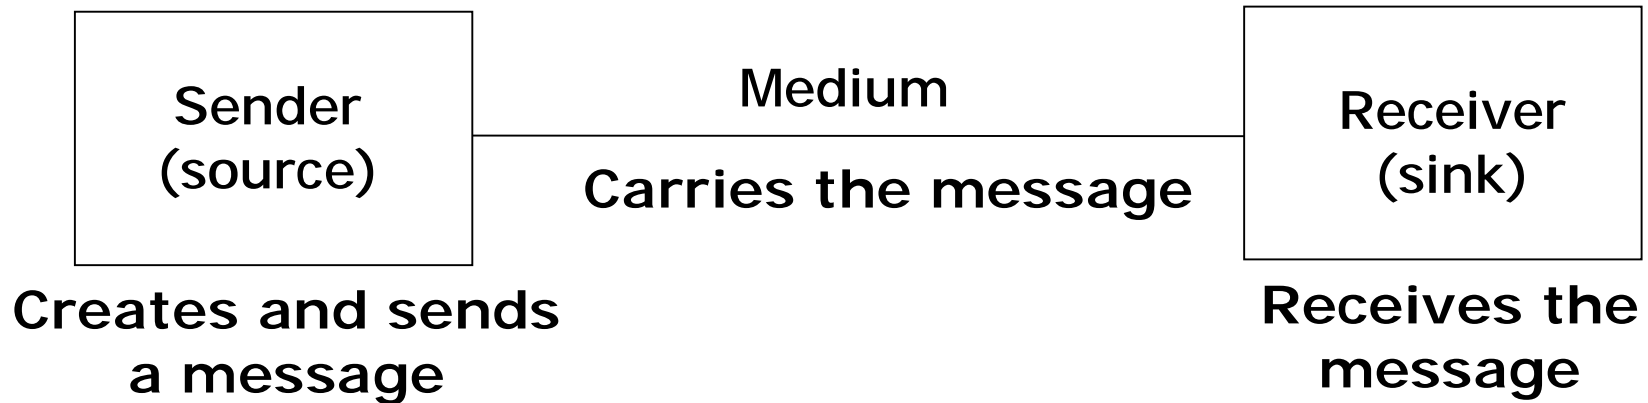 Sender
(source)
Creates and sends
a message
Medium
Carries the message
Receiver
(sink)
Receives the
message